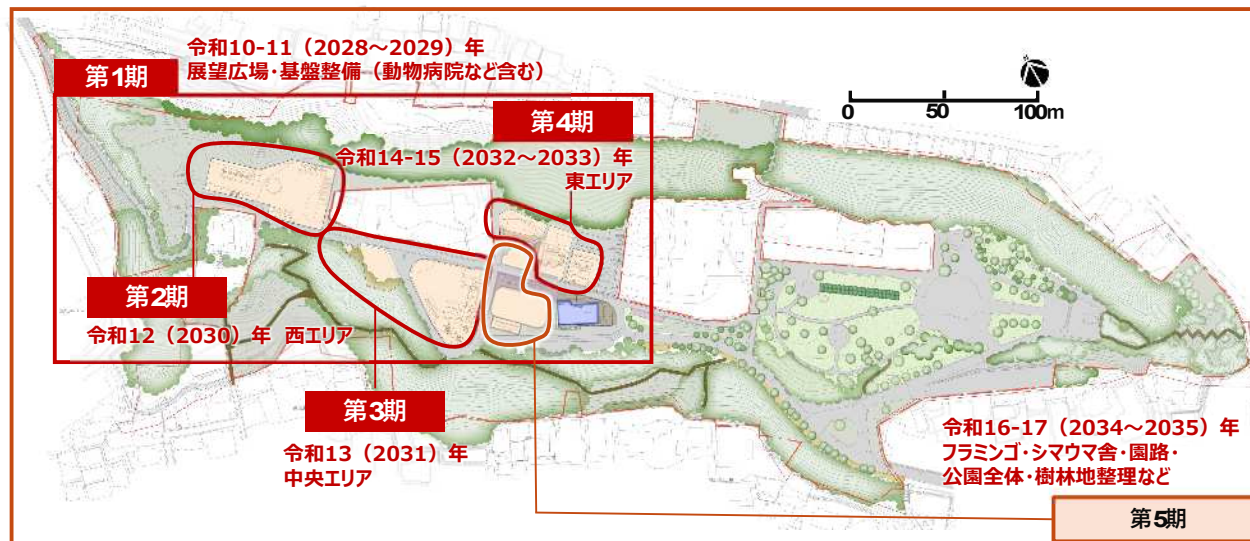 令和10-11（2028～2029）年
展望広場・基盤整備（動物病院など含む）
第1期
0 50 100m
第4期
令和14-15（2032～2033）年
東エリア
第2期
令和12（2030）年 西エリア
第3期
令和13（2031）年
中央エリア
令和16-17（2034～2035）年
フラミンゴ・シマウマ舎・園路・
公園全体・樹林地整理など
第5期